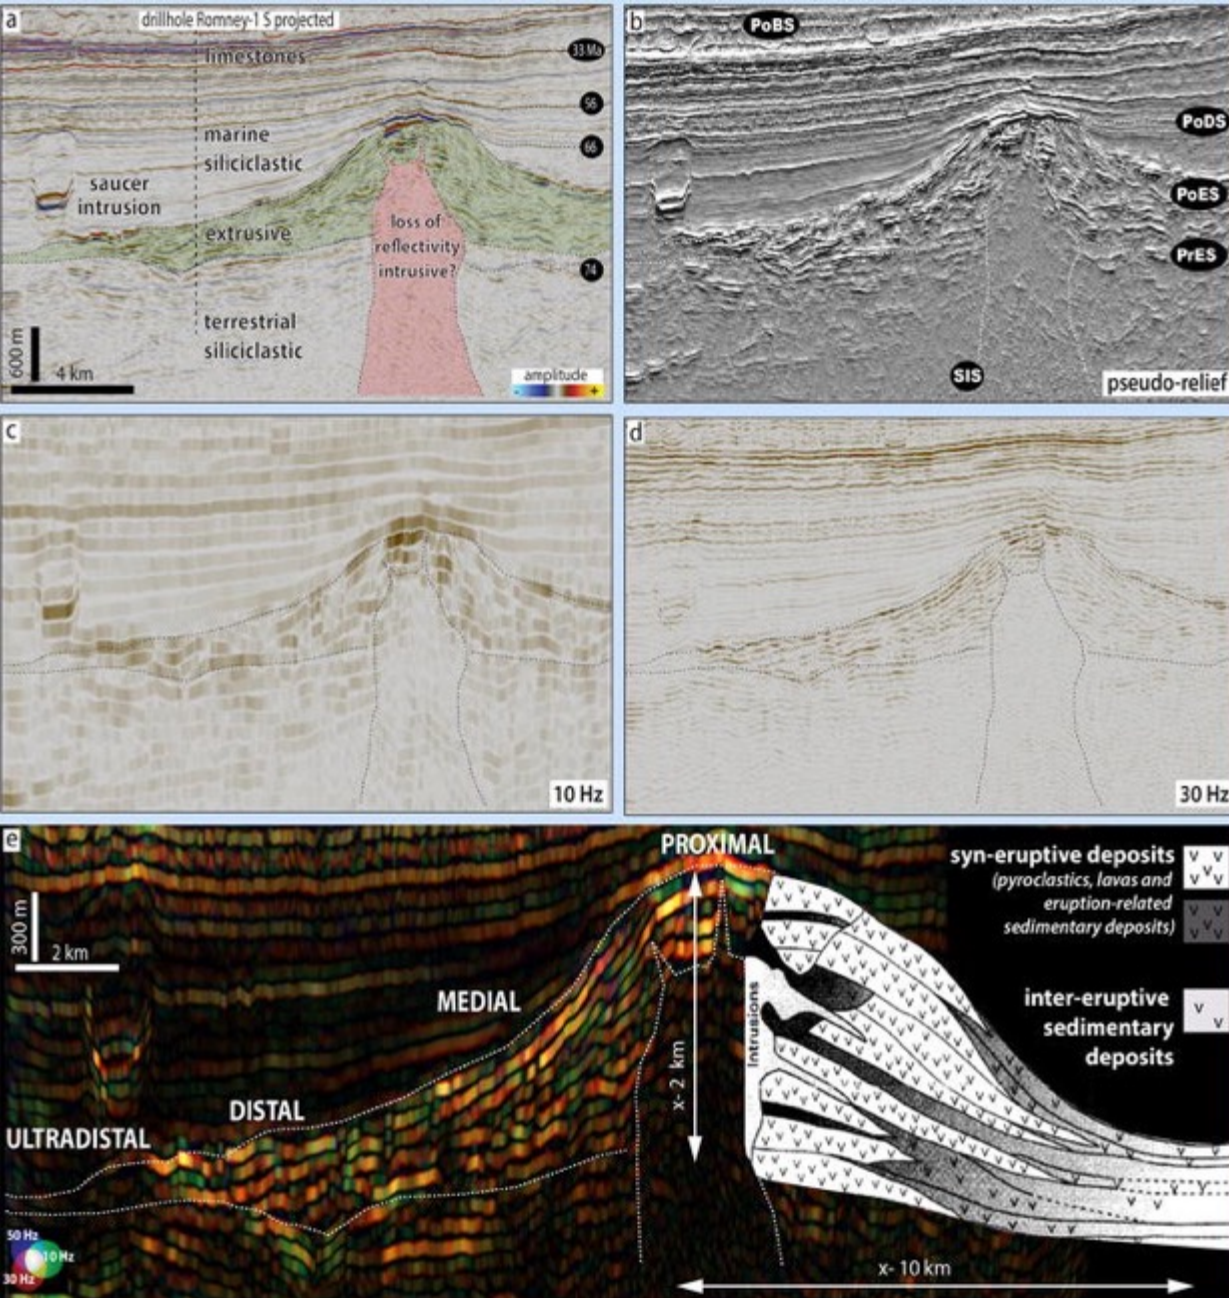 a
drillhole Romney-1 S projected
limestones
33 Ma
56
marine
siliciclastic
66
saucer
intrusion
extrusive
loss of
reflectivity
intrusive?
74
terrestrial
siliciclastic
600 m
4 km
amplitude
- +
b
PoBS
PoDS
PoES
PrES
SIS
pseudo-relief
c
10 Hz
d
30 Hz
e
PROXIMAL
300 m
2 km
MEDIAL
DISTAL
ULTRADISTAL
x- 2 km
Intrusions
syn-eruptive deposits
(pyroclastics, lavas and
eruption-related
sedimentary deposits)
inter-eruptive
sedimentary
deposits
50 Hz
10 Hz
30 Hz
x- 10 km